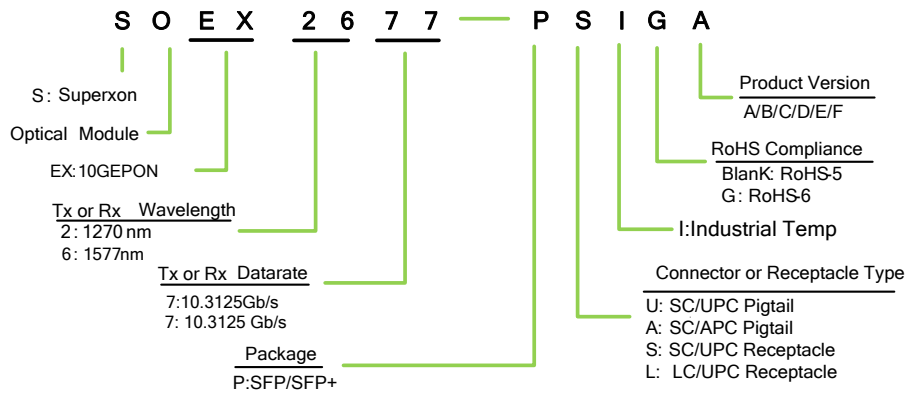 S O E X 2 6 7 7 — P S I G A
S: Superxon
Optical Module
EX:10GEPON
Tx or Rx Wavelength
2: 1270 nm
6: 1577nm
Tx or Rx Datarate
7:10.3125Gb/s
7: 10.3125 Gb/s
Package
P:SFP/SFP+
Product Version
A/B/C/D/E/F
RoHS Compliance
BlanK: RoHS-5
G: RoHS-6
I:Industrial Temp
Connector or Receptacle Type
U: SC/UPC Pigtail
A: SC/APC Pigtail
S: SC/UPC Receptacle
L: LC/UPC Receptacle